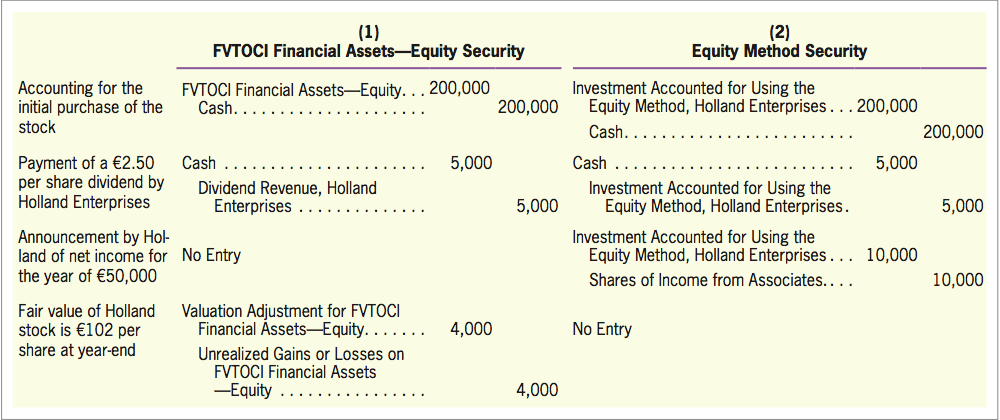 (1)
FVTOCI Financial Assets—Equity Security
(2)
Equity Method Security
Accounting for the
initial purchase of the
stock
FVTOCI Financial Assets—Equity. . . 200,000
Cash. . . . . . . . . . . . . . . . . . . . . 200,000
Investment Accounted for Using the
Equity Method, Holland Enterprises . . . 200,000
Cash. . . . . . . . . . . . . . . . . . . . . . . . . 200,000
Payment of a €2.50
per share dividend by
Holland Enterprises
Cash . . . . . . . . . . . . . . . . . . . . . . 5,000
Dividend Revenue, Holland
Enterprises . . . . . . . . . . . . . . 5,000
Cash . . . . . . . . . . . . . . . . . . . . . . . . . . 5,000
Investment Accounted for Using the
Equity Method, Holland Enterprises . 5,000
Announcement by Hol-
land of net income for
the year of €50,000
No Entry
Investment Accounted for Using the
Equity Method, Holland Enterprises . . . 10,000
Shares of Income from Associates. . . . 10,000
Fair value of Holland
stock is €102 per
share at year-end
Valuation Adjustment for FVTOCI
Financial Assets—Equity. . . . . . . 4,000
Unrealized Gains or Losses on
FVTOCI Financial Assets
—Equity . . . . . . . . . . . . . . . . 4,000
No Entry